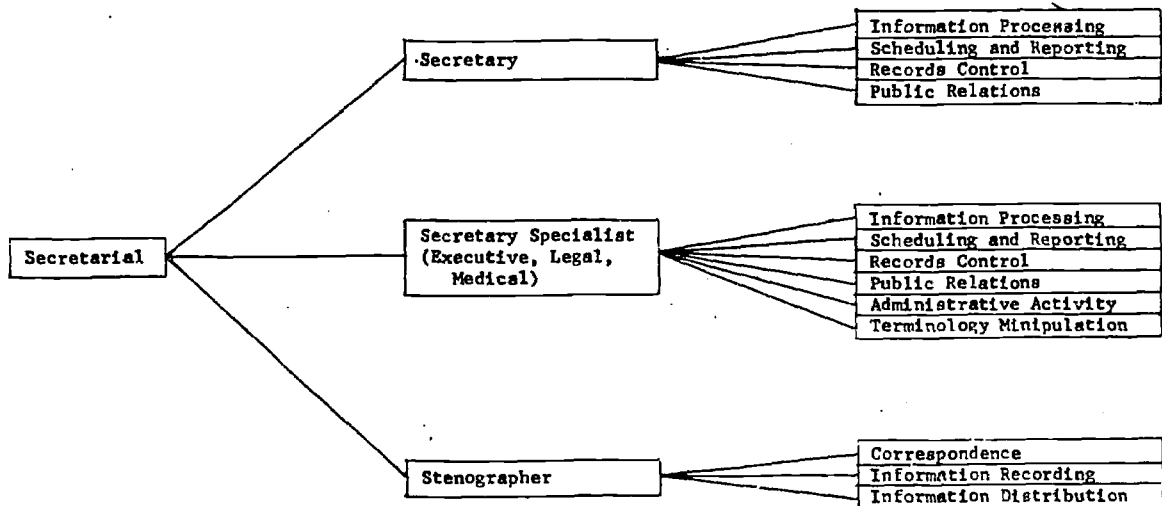 Secretarial
Secretary
Information Processing
Scheduling and Reporting
Records Control
Public Relations
Secretary Specialist
(Executive, Legal,
Medical)
Information Processing
Scheduling and Reporting
Records Control
Public Relations
Administrative Activity
Terminology Minipulation
Stenographer
Correspondence
Information Recording
Information Distribution